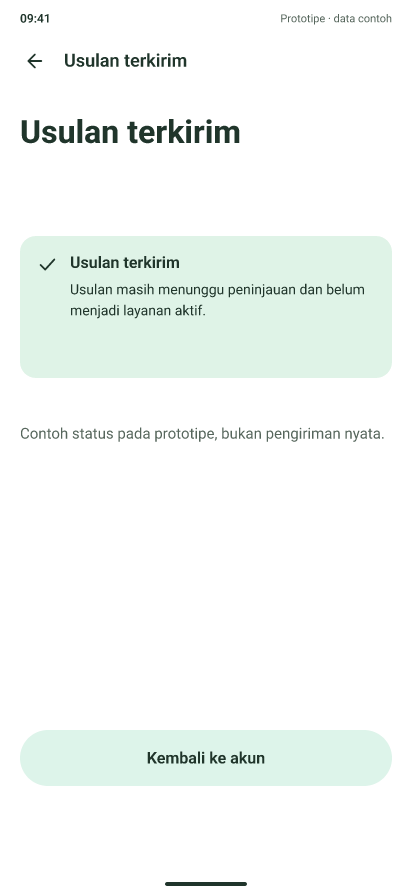 09:41
Prototipe · data contoh
Usulan terkirim
Usulan terkirim
Usulan terkirim
Usulan masih menunggu peninjauan dan belum
menjadi layanan aktif.
Contoh status pada prototipe, bukan pengiriman nyata.
Kembali ke akun